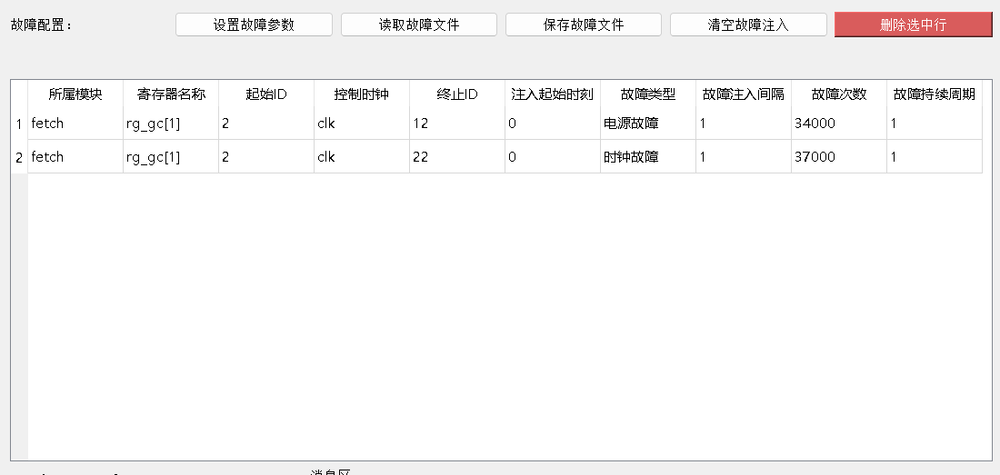 故障配置： 设置故障参数 读取故障文件 保存故障文件 清空故障注入 删除选中行
所属模块 寄存器名称 起始ID 控制时钟 终止ID 注入起始时刻 故障类型 故障注入间隔 故障次数 故障持续周期
1 fetch rg_gc[1] 2 clk 12 0 电源故障 1 34000 1
2 fetch rg_gc[1] 2 clk 22 0 时钟故障 1 37000 1
消息区